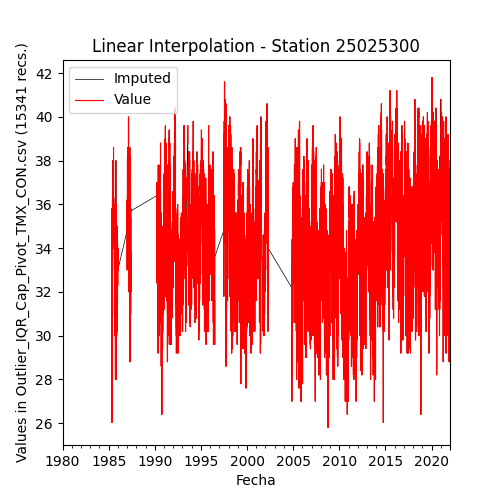 Linear Interpolation - Station 25025300
Values in Outlier_IQR_Cap_Pivot_TMX_CON.csv (15341 recs.)
Imputed
Value
42
40
38
36
34
32
30
28
26
1980 1985 1990 1995 2000 2005 2010 2015 2020
Fecha